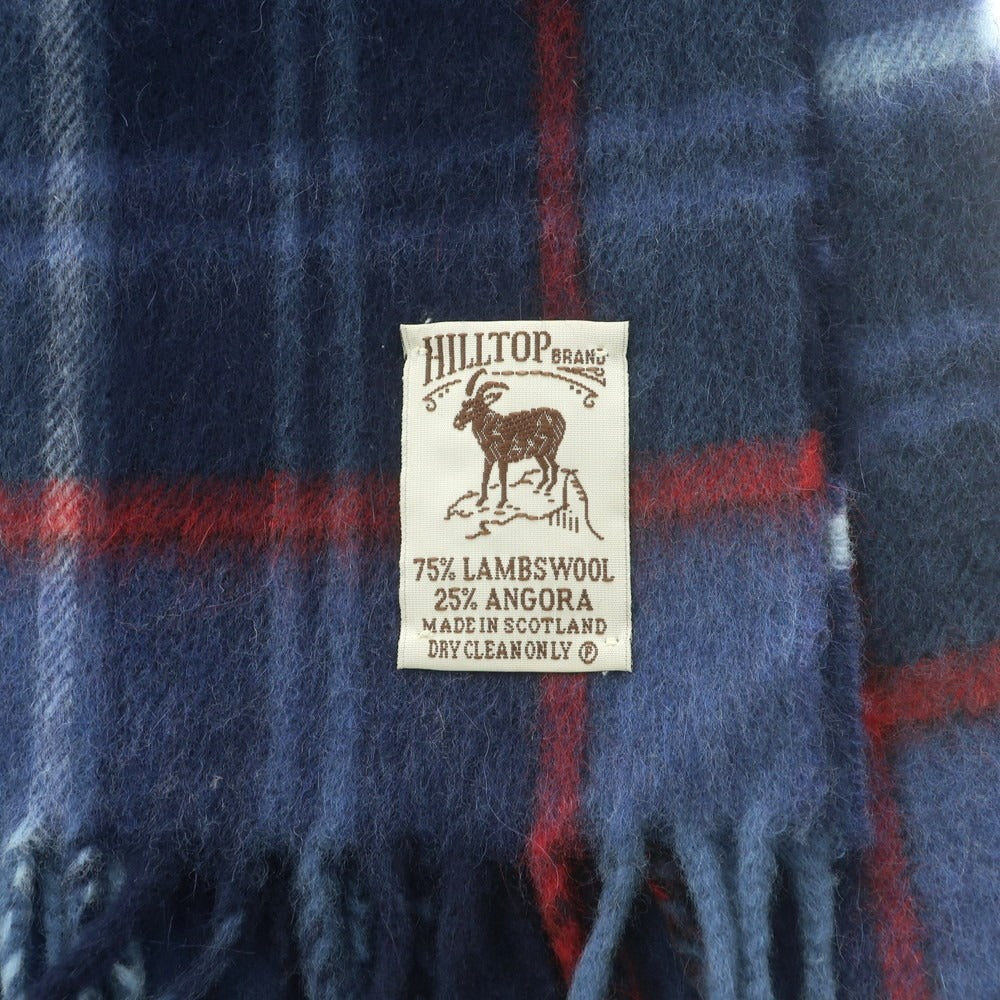 HILLTOP BRAND
75% LAMBSWOOL
25% ANGORA
MADE IN SCOTLAND
DRY CLEAN ONLY Ⓟ